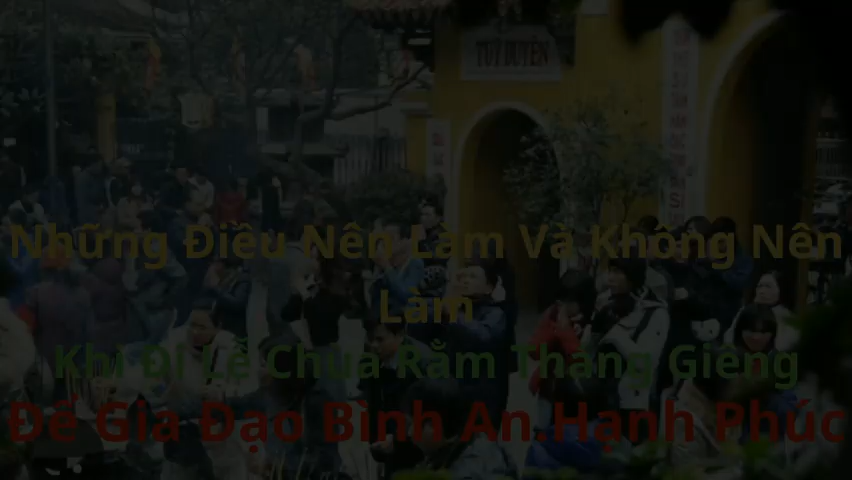 TUỲ DUYÊN
Những Điều Nên Làm Và Không Nên
Làm
Khi Đi Lễ Chùa Rằm Tháng Giêng
Để Gia Đạo Bình An.Hạnh Phúc